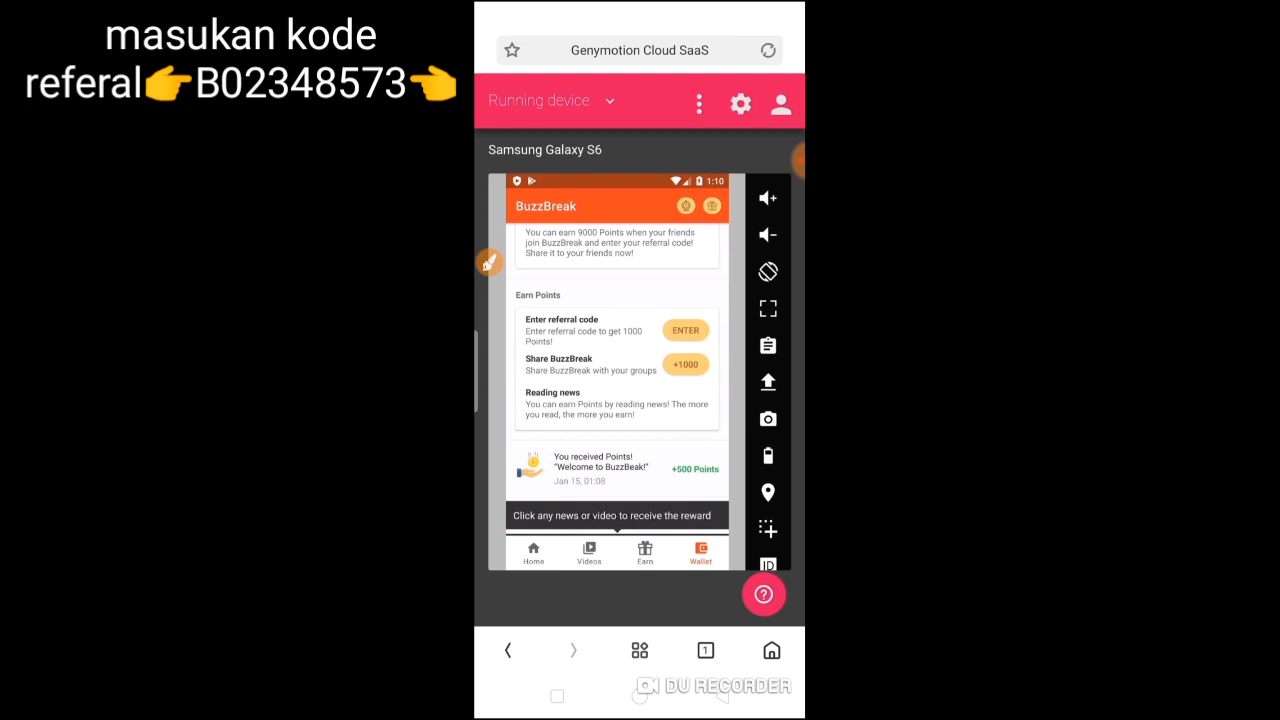 masukan kode
referal👉B02348573👈
Genymotion Cloud SaaS
Running device
Samsung Galaxy S6
1:10
BuzzBreak
You can earn 9000 Points when your friends
join BuzzBreak and enter your referral code!
Share it to your friends now!
Earn Points
Enter referral code
Enter referral code to get 1000
Points!
ENTER
Share BuzzBreak
Share BuzzBreak with your groups
+1000
Reading news
You can earn Points by reading news! The more
you read, the more you earn!
You received Points!
"Welcome to BuzzBeak!"
+500 Points
Jan 15, 01:08
Click any news or video to receive the reward
Home
Videos
Earn
Wallet
ID
1
DU RECORDER